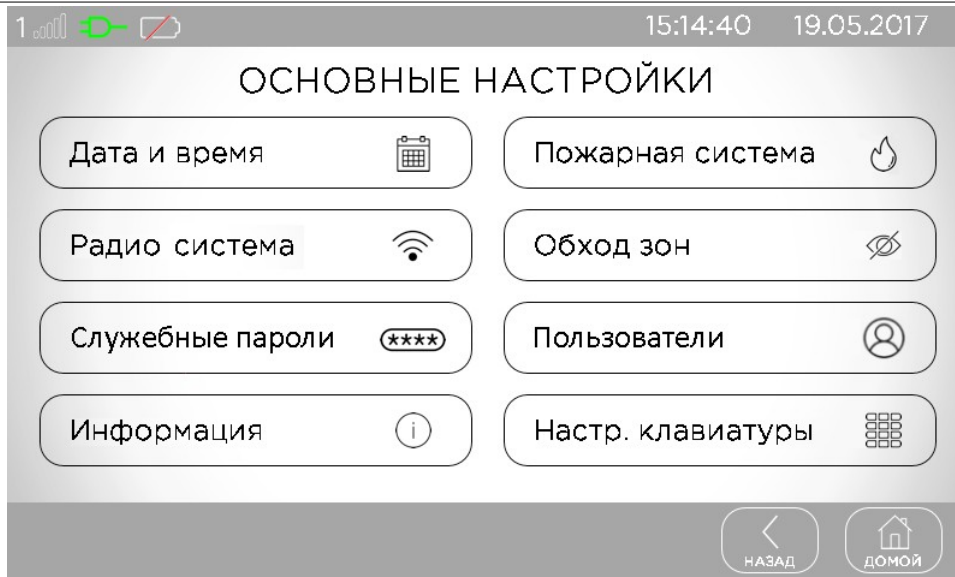 1 15:14:40 19.05.2017
ОСНОВНЫЕ НАСТРОЙКИ
Дата и время
Пожарная система
Радио система
Обход зон
Служебные пароли ****
Пользователи
Информация i
Настр. клавиатуры
НАЗАД
ДОМОЙ